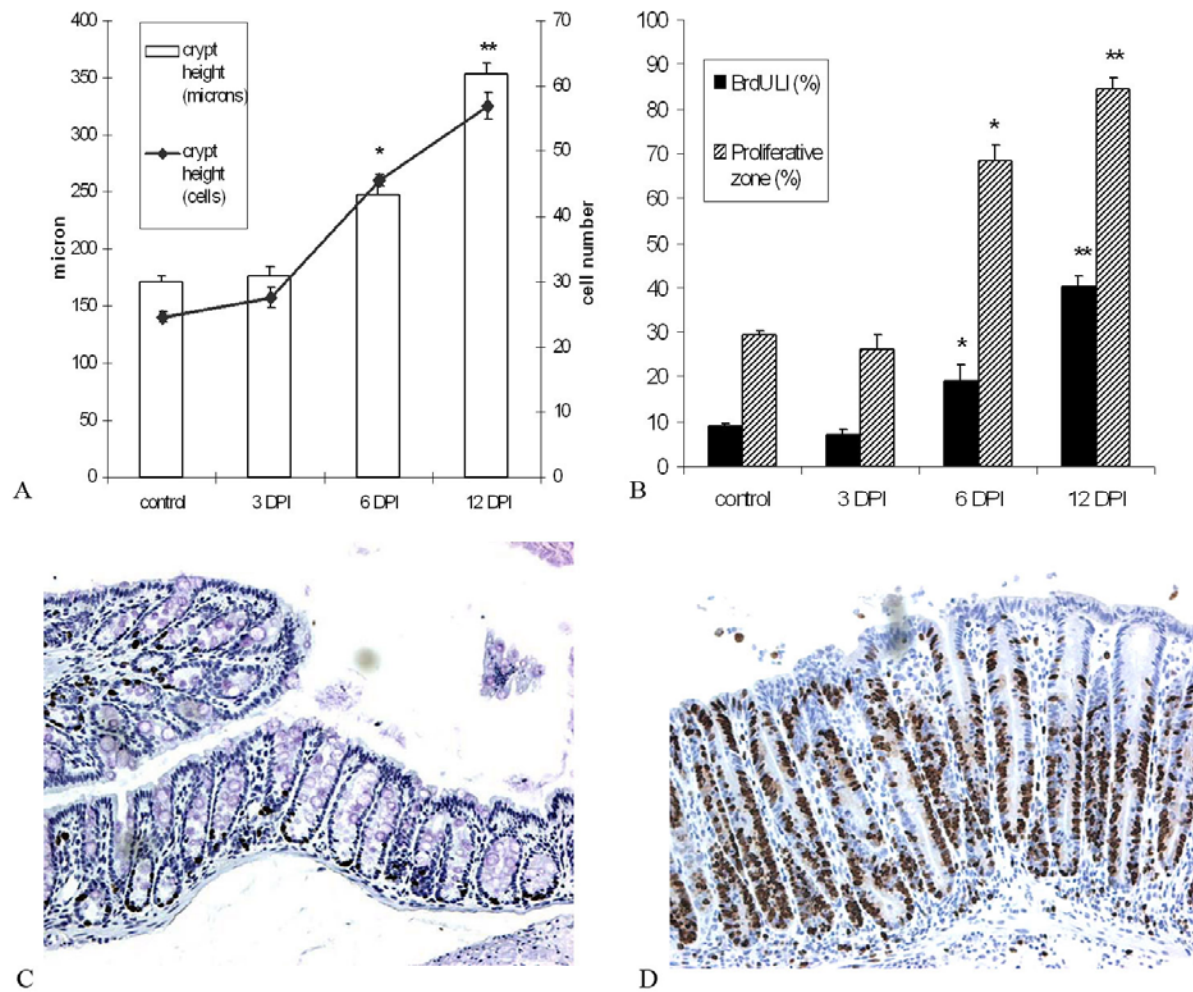 400
350
300
250
200
150
100
50
0
micron
crypt
height
(microns)
crypt
height
(cells)
*
**
70
60
50
40
30
20
10
0
cell number
control 3 DPI 6 DPI 12 DPI
A
100
90
80
70
60
50
40
30
20
10
0
BrdU LI (%)
Proliferative
zone (%)
*
*
**
**
control 3 DPI 6 DPI 12 DPI
B
C
D